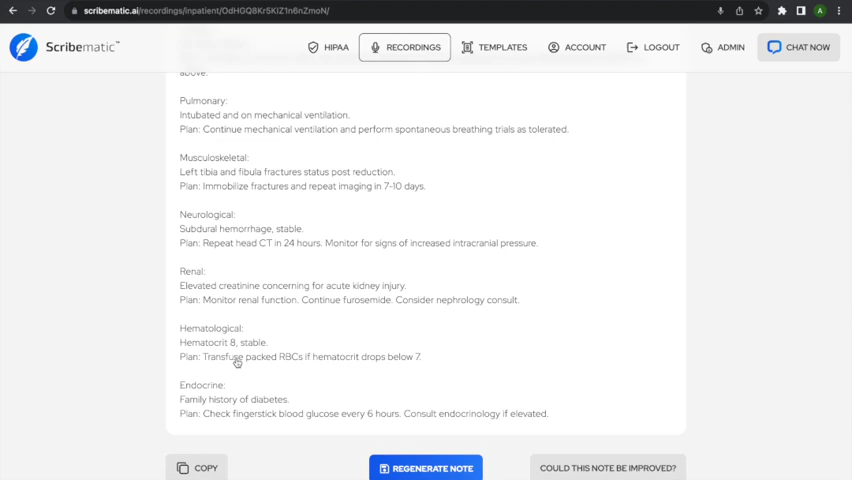 scribematic.ai/recordings/inpatient/OdHGQ8Kr5KIZ1n6nZmoN/
A
Scribematic™
HIPAA
RECORDINGS
TEMPLATES
ACCOUNT
LOGOUT
ADMIN
CHAT NOW
above.
Pulmonary:
Intubated and on mechanical ventilation.
Plan: Continue mechanical ventilation and perform spontaneous breathing trials as tolerated.
Musculoskeletal:
Left tibia and fibula fractures status post reduction.
Plan: Immobilize fractures and repeat imaging in 7-10 days.
Neurological:
Subdural hemorrhage, stable.
Plan: Repeat head CT in 24 hours. Monitor for signs of increased intracranial pressure.
Renal:
Elevated creatinine concerning for acute kidney injury.
Plan: Monitor renal function. Continue furosemide. Consider nephrology consult.
Hematological:
Hematocrit 8, stable.
Plan: Transfuse packed RBCs if hematocrit drops below 7.
Endocrine:
Family history of diabetes.
Plan: Check fingerstick blood glucose every 6 hours. Consult endocrinology if elevated.
COPY
REGENERATE NOTE
COULD THIS NOTE BE IMPROVED?